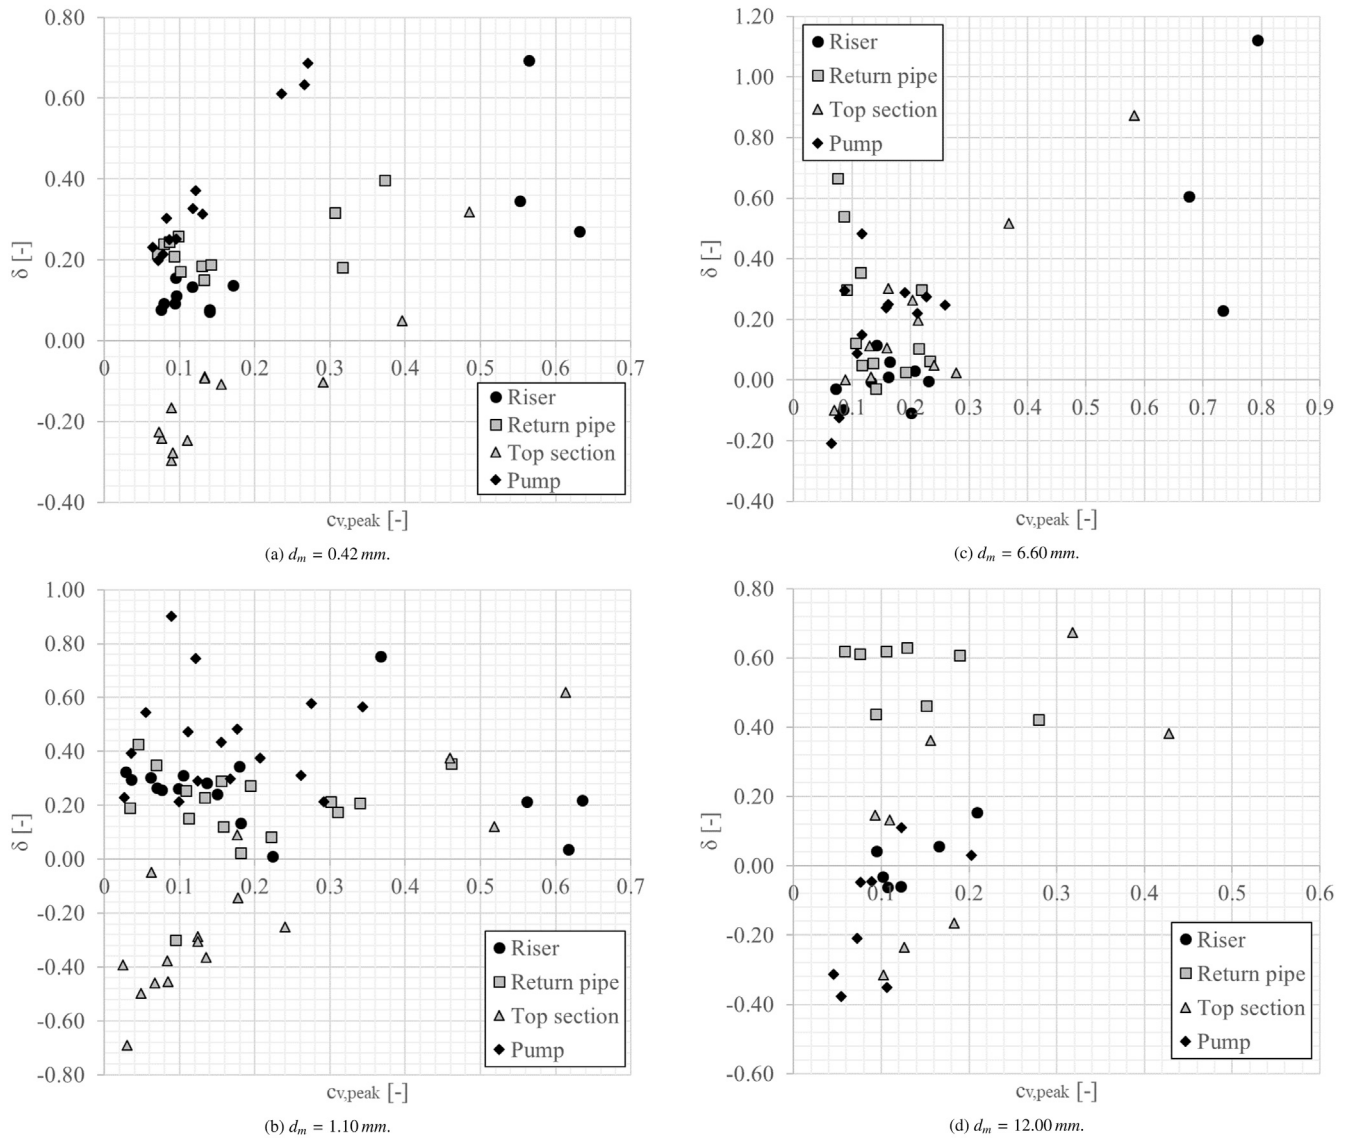 0.80
0.60
0.40
0.20
0.00
-0.20
-0.40
δ [-]
0 0.1 0.2 0.3 0.4 0.5 0.6 0.7
Riser
Return pipe
Top section
Pump
cv,peak [-]
(a) dm = 0.42 mm.
1.20
1.00
0.80
0.60
0.40
0.20
0.00
-0.20
-0.40
δ [-]
0 0.1 0.2 0.3 0.4 0.5 0.6 0.7 0.8 0.9
Riser
Return pipe
Top section
Pump
cv,peak [-]
(c) dm = 6.60 mm.
1.00
0.80
0.60
0.40
0.20
0.00
-0.20
-0.40
-0.60
-0.80
δ [-]
0 0.1 0.2 0.3 0.4 0.5 0.6 0.7
Riser
Return pipe
Top section
Pump
cv,peak [-]
(b) dm = 1.10 mm.
0.80
0.60
0.40
0.20
0.00
-0.20
-0.40
-0.60
δ [-]
0 0.1 0.2 0.3 0.4 0.5 0.6
Riser
Return pipe
Top section
Pump
cv,peak [-]
(d) dm = 12.00 mm.